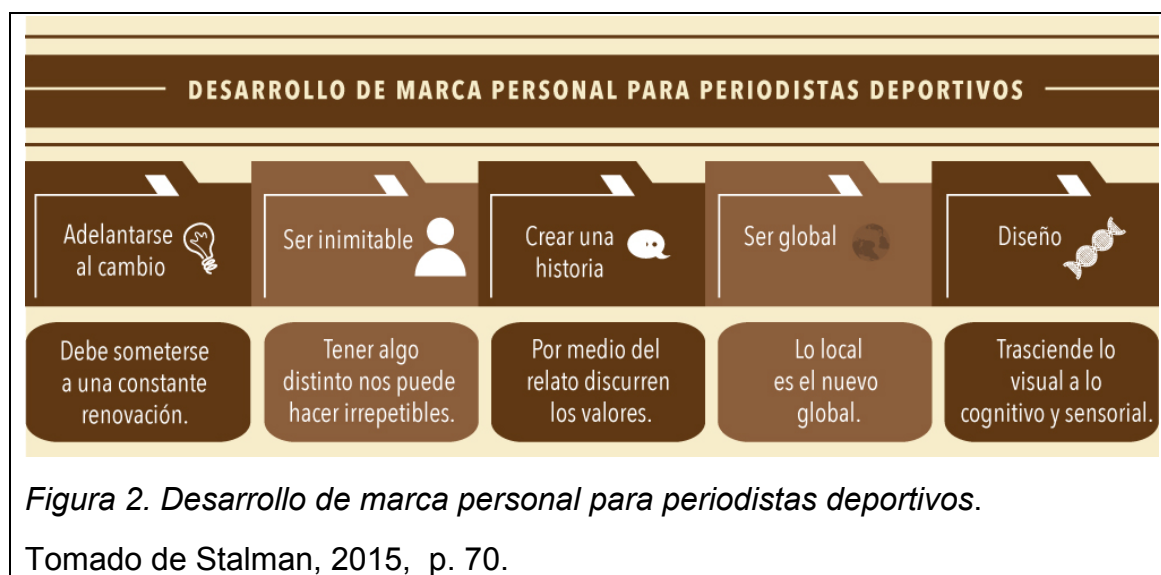 DESARROLLO DE MARCA PERSONAL PARA PERIODISTAS DEPORTIVOS
Adelantarse
al cambio
Ser inimitable
Crear una
historia
Ser global
Diseño
Debe someterse
a una constante
renovación.
Tener algo
distinto nos puede
hacer irrepetibles.
Por medio del
relato discurren
los valores.
Lo local
es el nuevo
global.
Trasciende lo
visual a lo
cognitivo y sensorial.
Figura 2. Desarrollo de marca personal para periodistas deportivos.
Tomado de Stalman, 2015, p. 70.